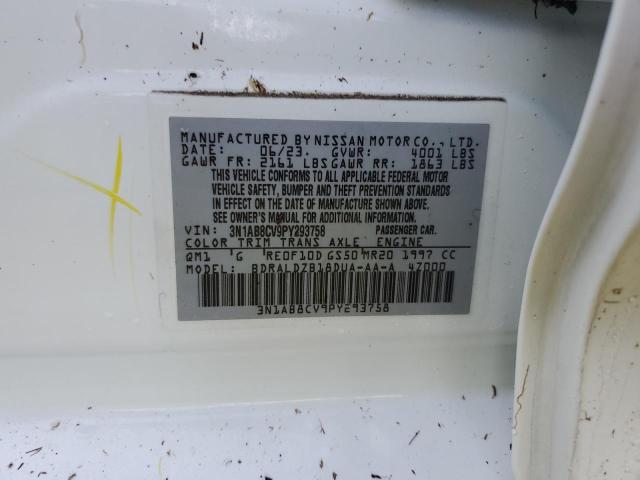 MANUFACTURED BY NISSAN MOTOR CO., LTD.
DATE: 06/23. GVWR: 4001 LBS
GAWR FR: 2161 LBS GAWR RR: 1863 LBS
THIS VEHICLE CONFORMS TO ALL APPLICABLE FEDERAL MOTOR
VEHICLE SAFETY, BUMPER AND THEFT PREVENTION STANDARDS
IN EFFECT ON THE DATE OF MANUFACTURE SHOWN ABOVE.
SEE OWNER'S MANUAL FOR ADDITIONAL INFORMATION.
VIN: 3N1AB8CV9PY293758 PASSENGER CAR.
COLOR TRIM TRANS AXLE ENGINE
QM1 'G RE0F10D GS50 MR20 1997 CC
MODEL: BDRALDZB18DUA-AA-A 4Z000
3N1AB8CV9PY293758